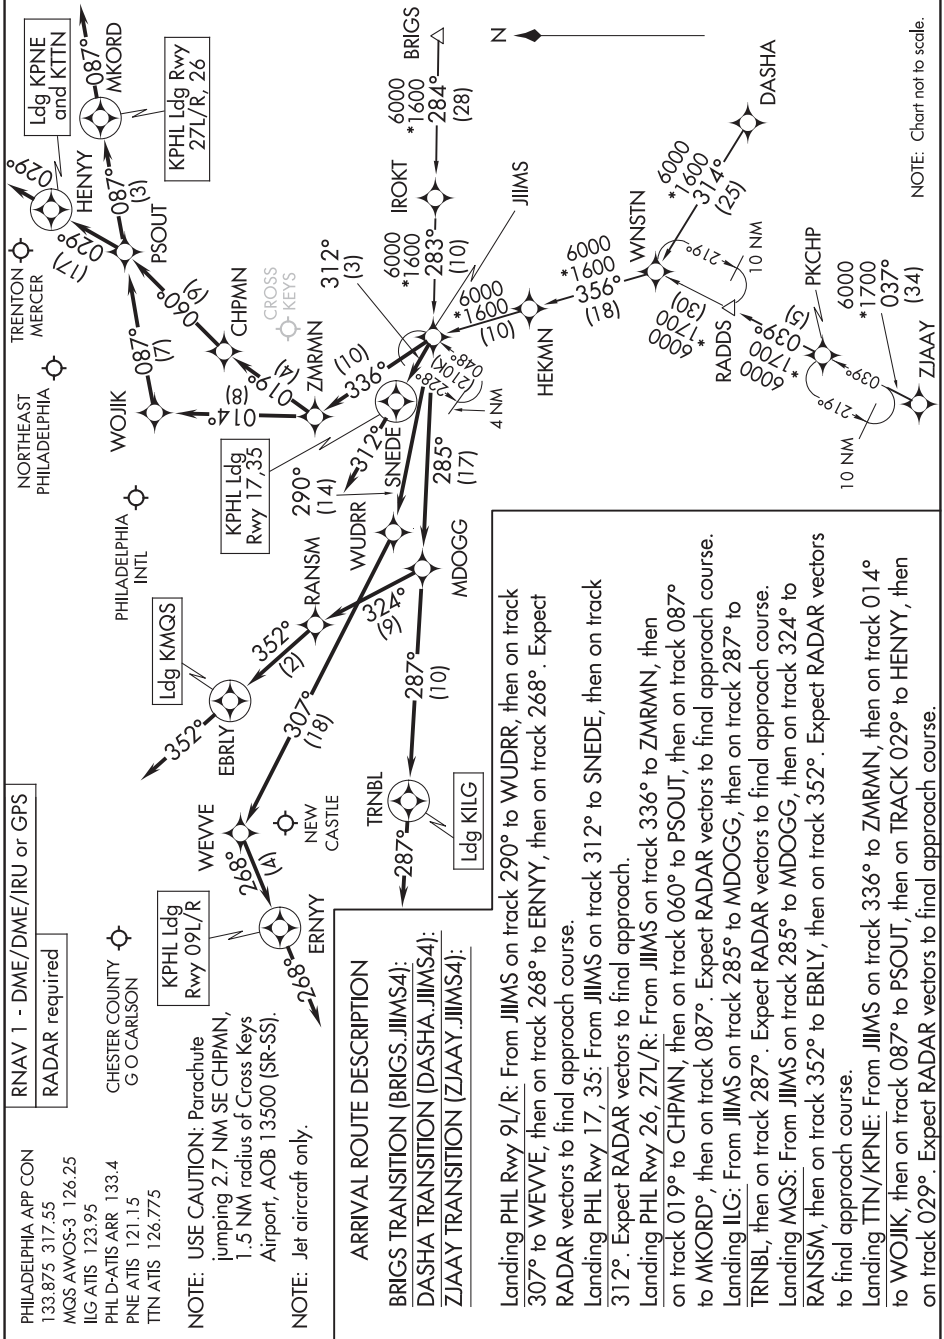 PHILADELPHIA APP CON
133.875 317.55
MQS AWOS-3 126.25
ILG ATIS 123.95
PHL D-ATIS ARR 133.4
PNE ATIS 121.15
TTN ATIS 126.775
RNAV 1 - DME/DME/IRU or GPS
RADAR required
CHESTER COUNTY
G O CARLSON
NOTE: USE CAUTION: Parachute
jumping 2.7 NM SE CHPMN,
1.5 NM radius of Cross Keys
Airport, AOB 13500 (SR-SS).
NOTE: Jet aircraft only.
KPHL Ldg
Rwy 09L/R
268°
ERNYY
268°
(4)
WEVVE
NEW
CASTLE
307°
(18)
352°
EBRLY
Ldg KMQS
352°
(2)
RANSM
324°
(9)
287°
TRNBL
Ldg KILG
287°
(10)
MDOGG
WUDRR
290°
(14)
285°
(17)
PHILADELPHIA
INTL
NORTHEAST
PHILADELPHIA
TRENTON
MERCER
KPHL Ldg
Rwy 17,35
312°
SNEDE
312°
(3)
WOJIK
014°
(8)
087°
(7)
ZMRMN
019°
(4)
336°
(10)
CHPMN
CROSS
KEYS
060°
(9)
PSOUT
029°
(17)
029°
HENYY
Ldg KPNE
and KTTN
087°
(3)
087°
MKORD
KPHL Ldg Rwy
27L/R, 26
JIIMS
228°
(210K)
048°
4 NM
IROKT
6000
*1600
283°
(10)
BRIGS
6000
*1600
284°
(28)
N
6000
*1600
(10)
HEKMN
6000
*1600
356°
(18)
WNSTN
219°
10 NM
6000
*1600
314°
(25)
DASHA
6000
*1700
(30)
RADDS
6000
*1700
039°
(5)
PKCHP
039°
219°
10 NM
6000
*1700
037°
(34)
ZJAAY
NOTE: Chart not to scale.
ARRIVAL ROUTE DESCRIPTION
BRIGS TRANSITION (BRIGS.JIIMS4):
DASHA TRANSITION (DASHA.JIIMS4):
ZJAAY TRANSITION (ZJAAY.JIIMS4):
Landing PHL Rwy 9L/R: From JIIMS on track 290° to WUDRR, then on track
307° to WEVVE, then on track 268° to ERNYY, then on track 268°. Expect
RADAR vectors to final approach course.
Landing PHL Rwy 17, 35: From JIIMS on track 312° to SNEDE, then on track
312°. Expect RADAR vectors to final approach.
Landing PHL Rwy 26, 27L/R: From JIIMS on track 336° to ZMRMN, then
on track 019° to CHPMN, then on track 060° to PSOUT, then on track 087°
to MKORD, then on track 087°. Expect RADAR vectors to final approach course.
Landing ILG: From JIIMS on track 285° to MDOGG, then on track 287° to
TRNBL, then on track 287°. Expect RADAR vectors to final approach course.
Landing MQS: From JIIMS on track 285° to MDOGG, then on track 324° to
RANSM, then on track 352° to EBRLY, then on track 352°. Expect RADAR vectors
to final approach course.
Landing TTN/KPNE: From JIIMS on track 336° to ZMRMN, then on track 014°
to WOJIK, then on track 087° to PSOUT, then on TRACK 029° to HENYY, then
on track 029°. Expect RADAR vectors to final approach course.